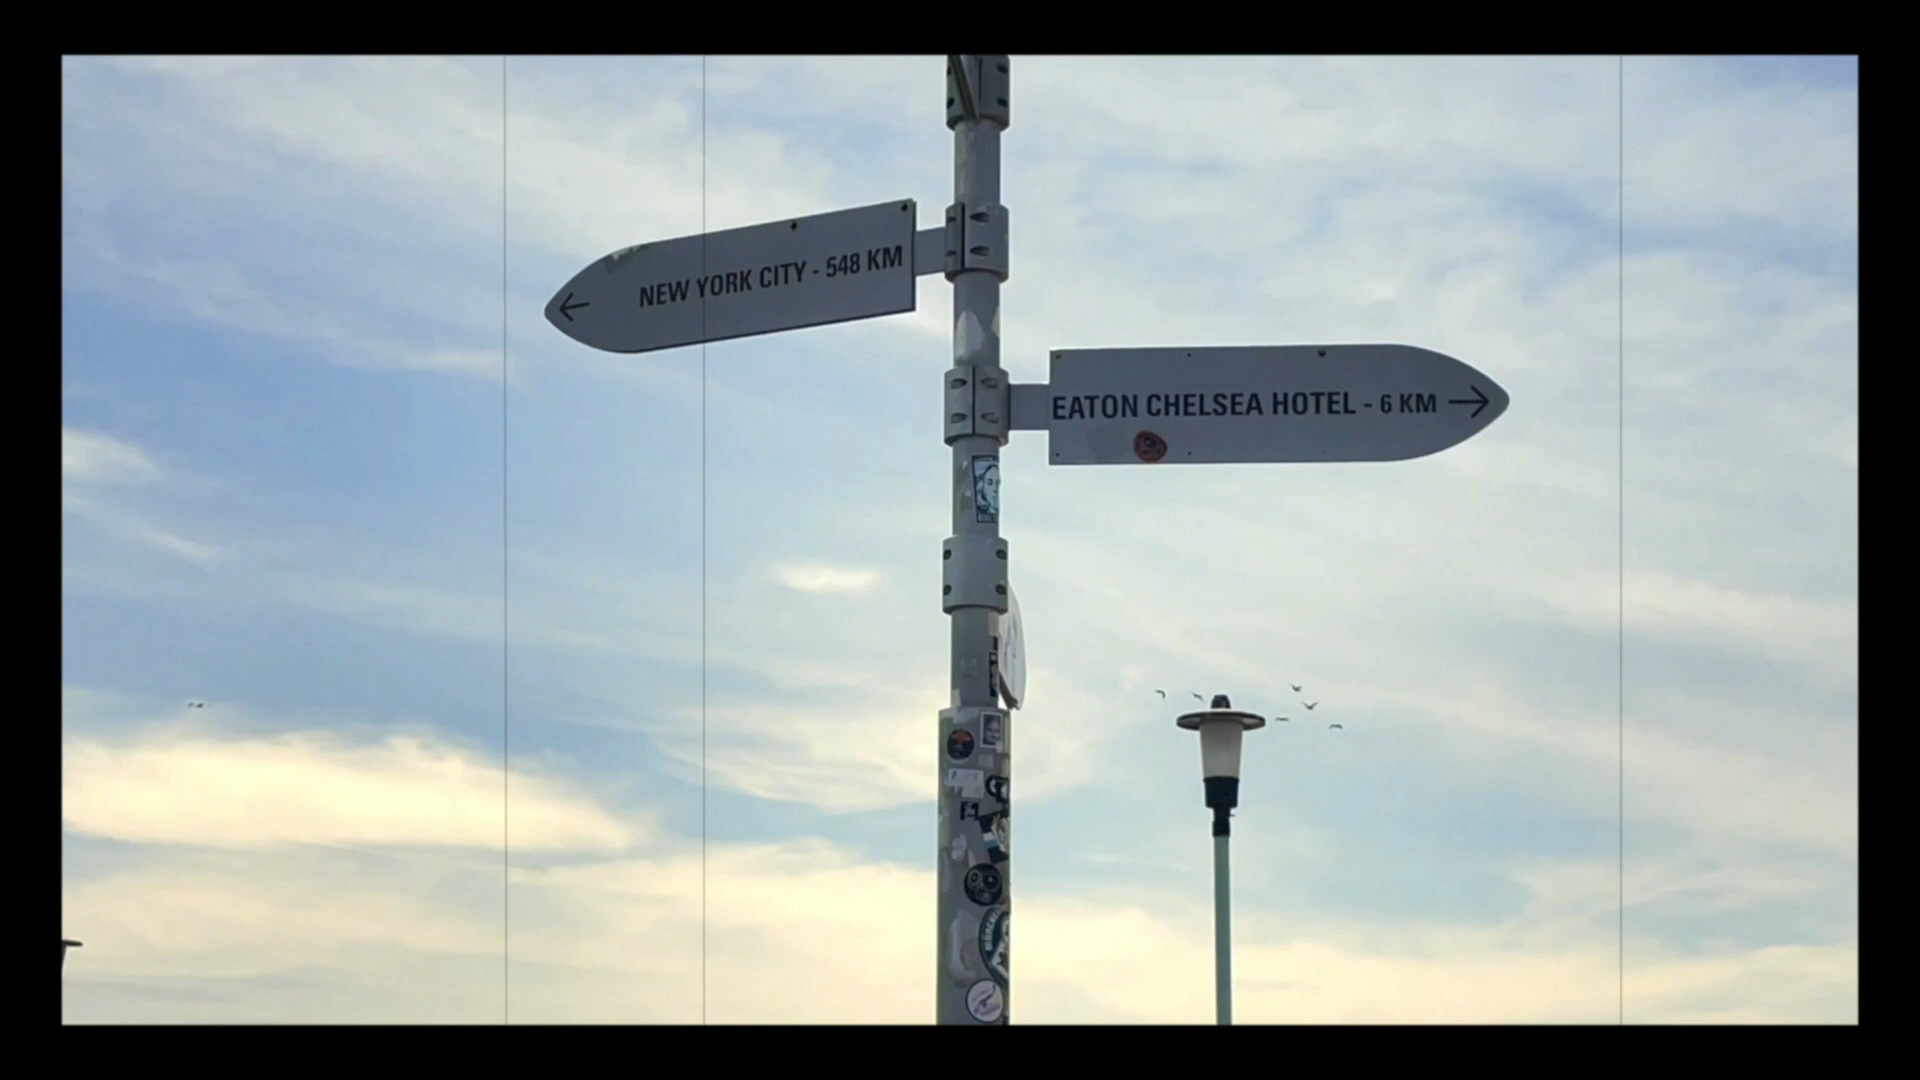 ← NEW YORK CITY - 548 KM
EATON CHELSEA HOTEL - 6 KM →